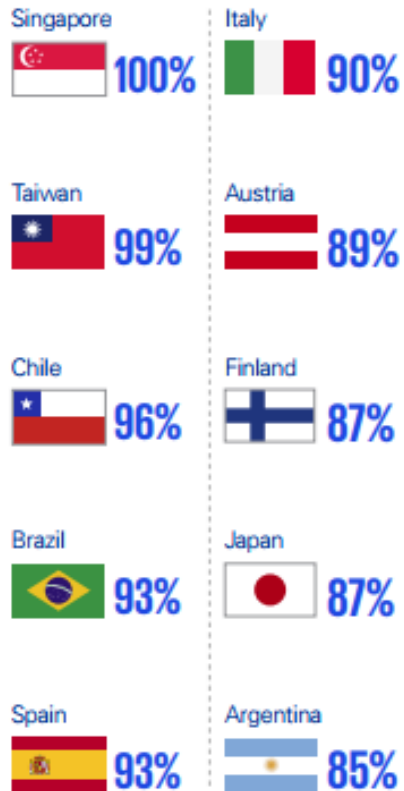 Singapore
100%
Taiwan
99%
Chile
96%
Brazil
93%
Spain
93%
Italy
90%
Austria
89%
Finland
87%
Japan
87%
Argentina
85%